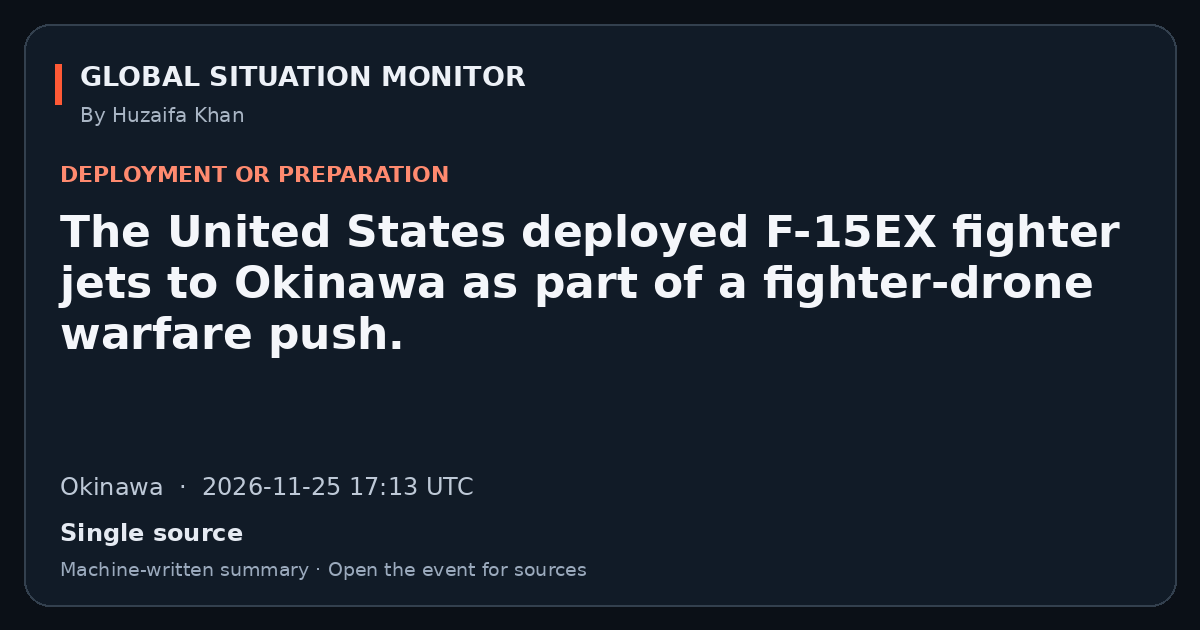 GLOBAL SITUATION MONITOR
By Huzaifa Khan
DEPLOYMENT OR PREPARATION
The United States deployed F-15EX fighter
jets to Okinawa as part of a fighter-drone
warfare push.
Okinawa · 2026-11-25 17:13 UTC
Single source
Machine-written summary · Open the event for sources